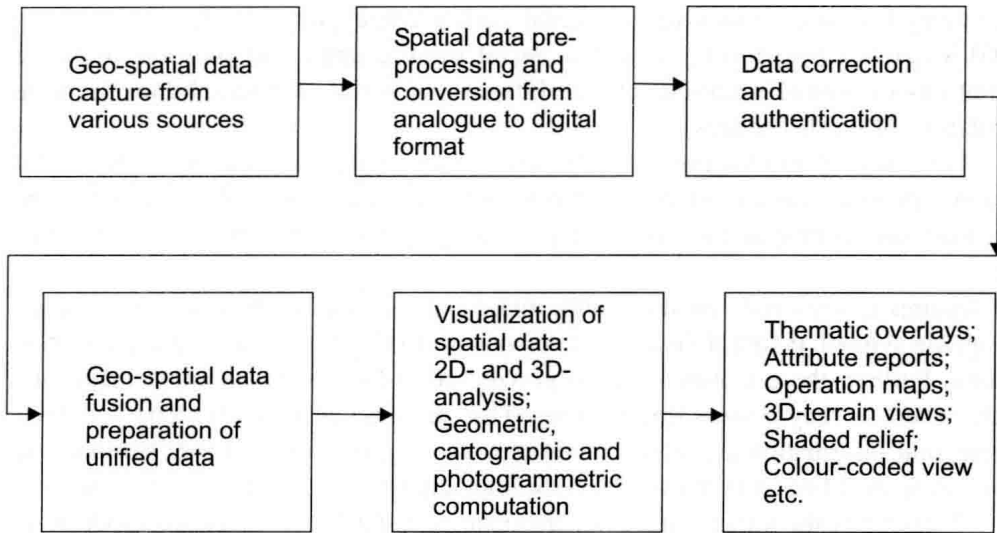 Geo-spatial data
capture from
various sources
Spatial data pre-
processing and
conversion from
analogue to digital
format
Data correction
and
authentication
Geo-spatial data
fusion and
preparation of
unified data
Visualization of
spatial data:
2D- and 3D-
analysis;
Geometric,
cartographic and
photogrammetric
computation
Thematic overlays;
Attribute reports;
Operation maps;
3D-terrain views;
Shaded relief;
Colour-coded view
etc.